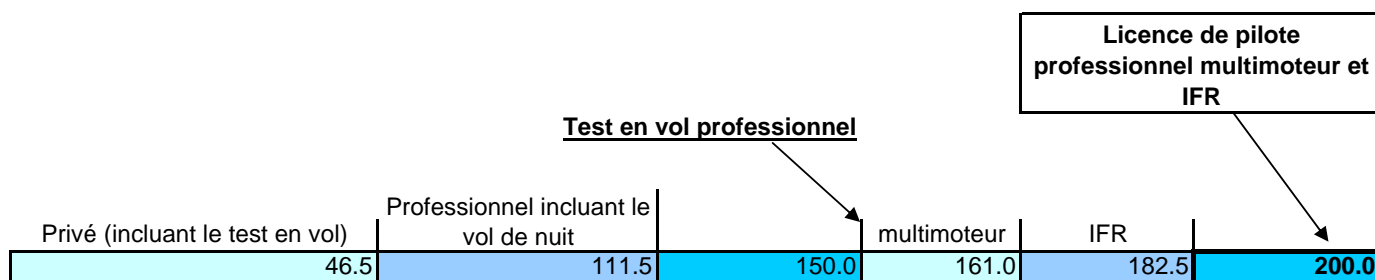 Licence de pilote
professionnel multimoteur et
IFR
Test en vol professionnel
Privé (incluant le test en vol)
Professionnel incluant le
vol de nuit
multimoteur
IFR
46.5 111.5 150.0 161.0 182.5 200.0